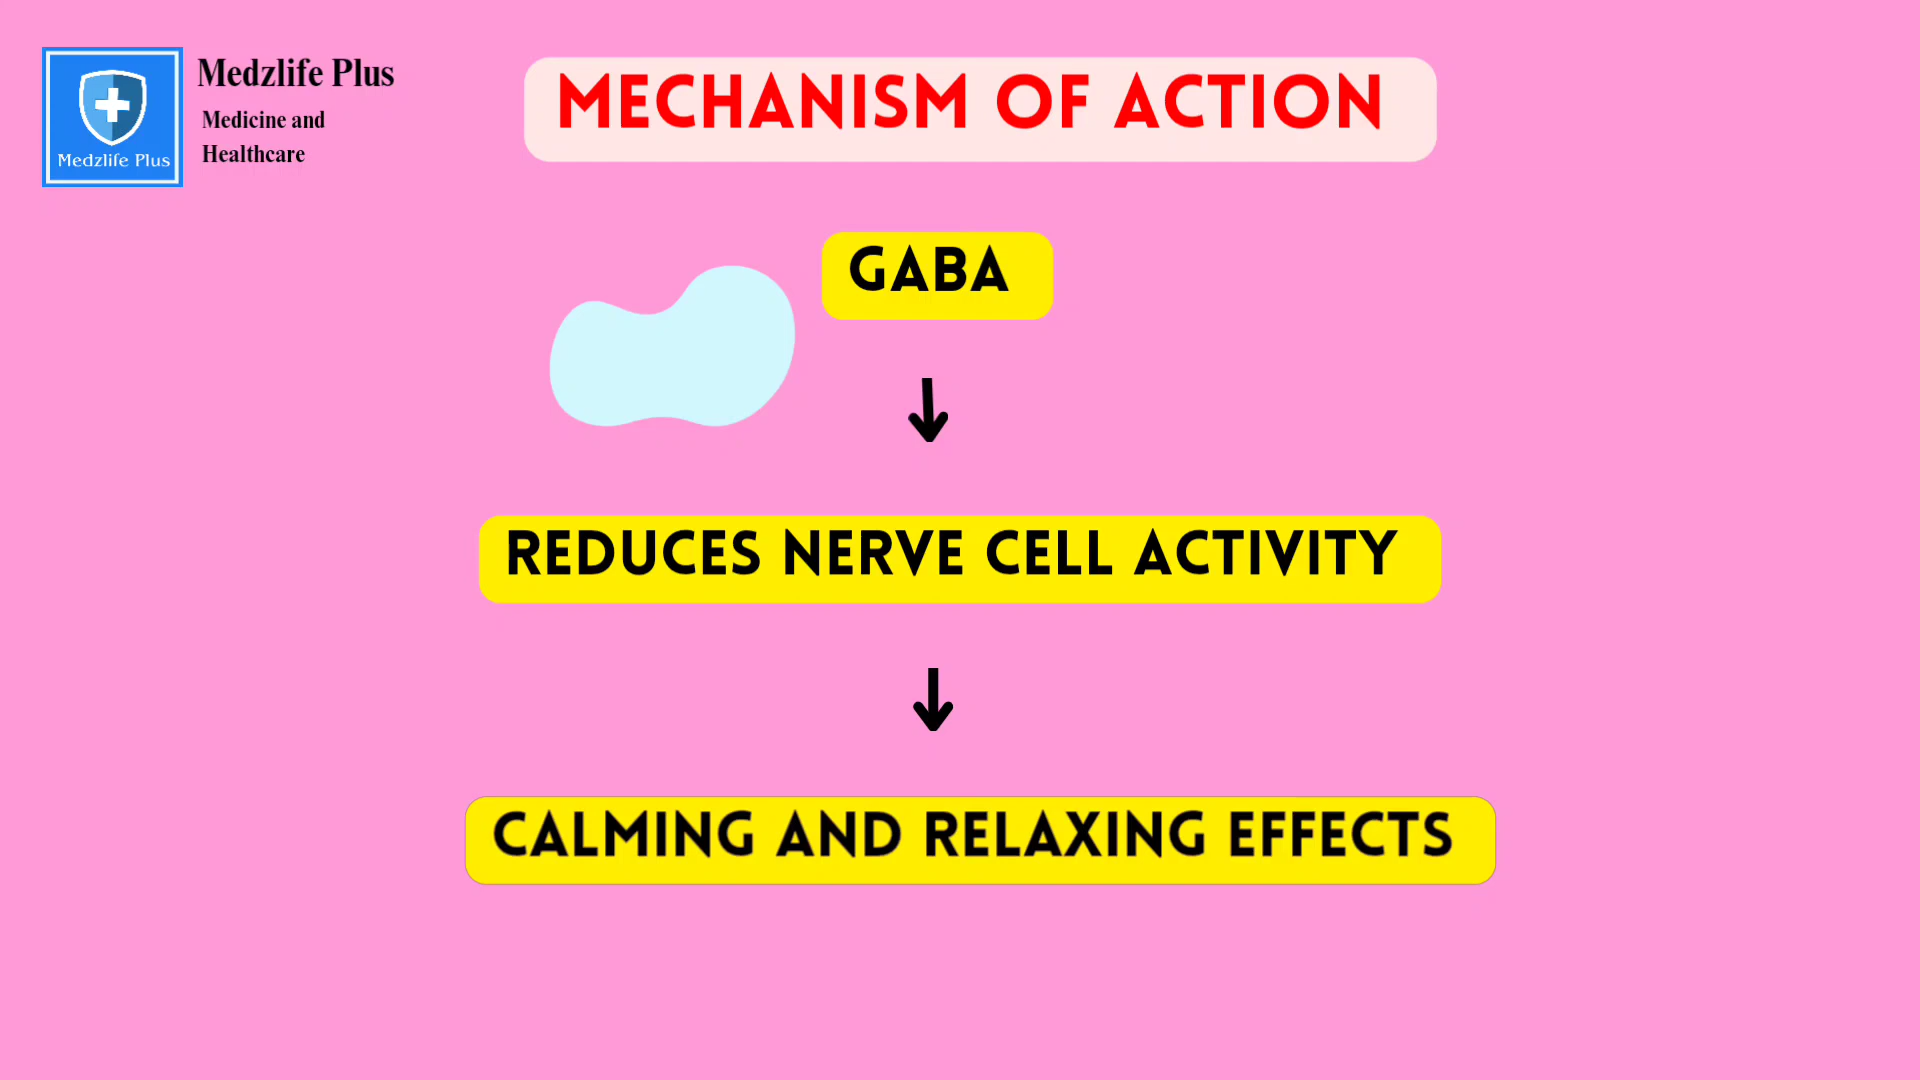 Medzlife Plus
Medicine and
Healthcare
Medzlife Plus
MECHANISM OF ACTION
GABA
REDUCES NERVE CELL ACTIVITY
CALMING AND RELAXING EFFECTS